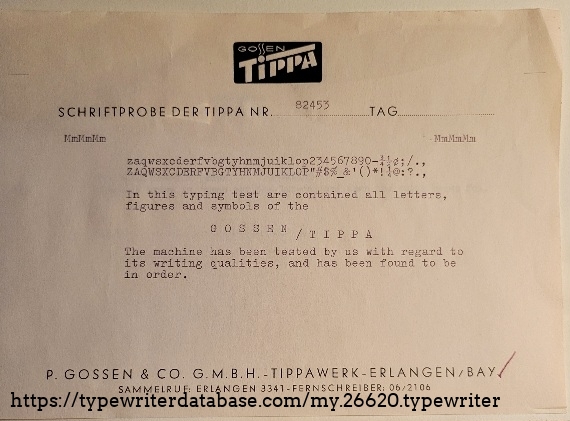 GOSSEN
TIPPA
SCHRIFTPROBE DER TIPPA NR. 82453 TAG
MmMmMm MmMmMm
zaqwsxcderfvbgtyhnmjuiklop234567890-½¼¢;/.,
ZAQWSXCDERFVBGTYHNMJUIKLOP"#$%_&'()*!¾@:?.,
In this typing test are contained all letters,
figures and symbols of the
GOSSEN/TIPPA
The machine has been tested by us with regard to
its writing qualities, and has been found to be
in order.
P. GOSSEN & CO. G.M.B.H.-TIPPAWERK-ERLANGEN/BAY.
SAMMELRUF: ERLANGEN 3341-FERNSCHREIBER: 06/2106
https://typewriterdatabase.com/my.26620.typewriter